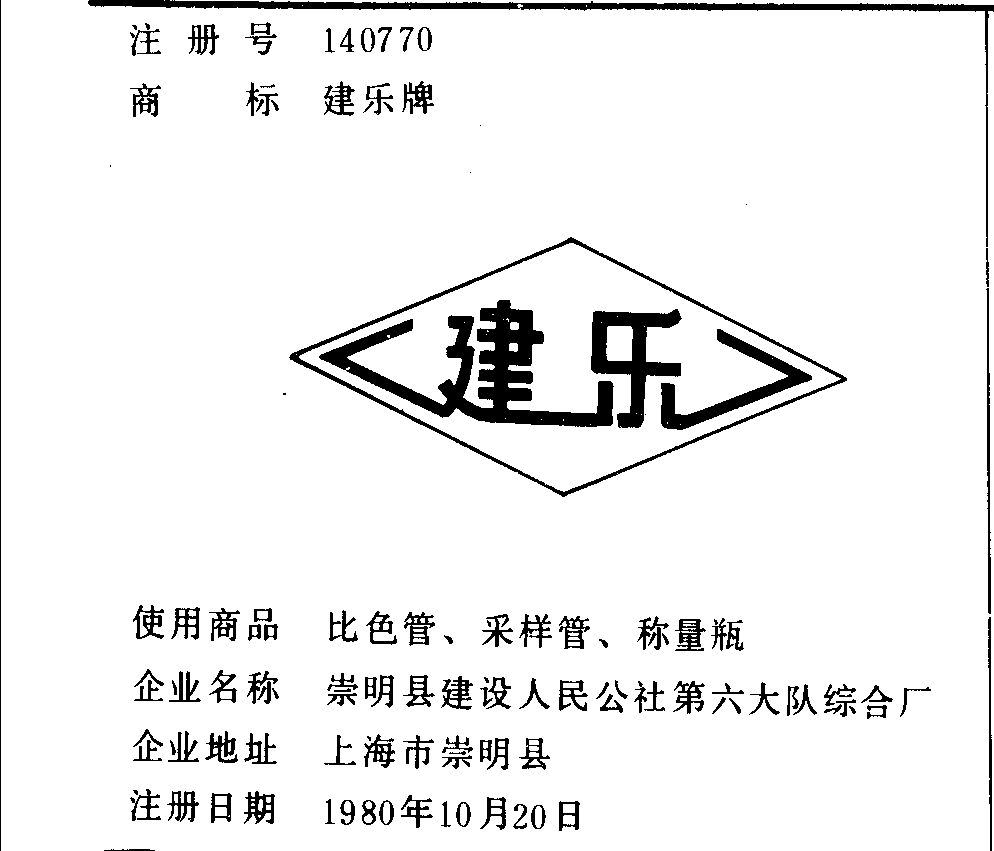 注册号 140770
商标 建乐牌
建乐
使用商品 比色管、采样管、称量瓶
企业名称 崇明县建设人民公社第六大队综合厂
企业地址 上海市崇明县
注册日期 1980年10月20日